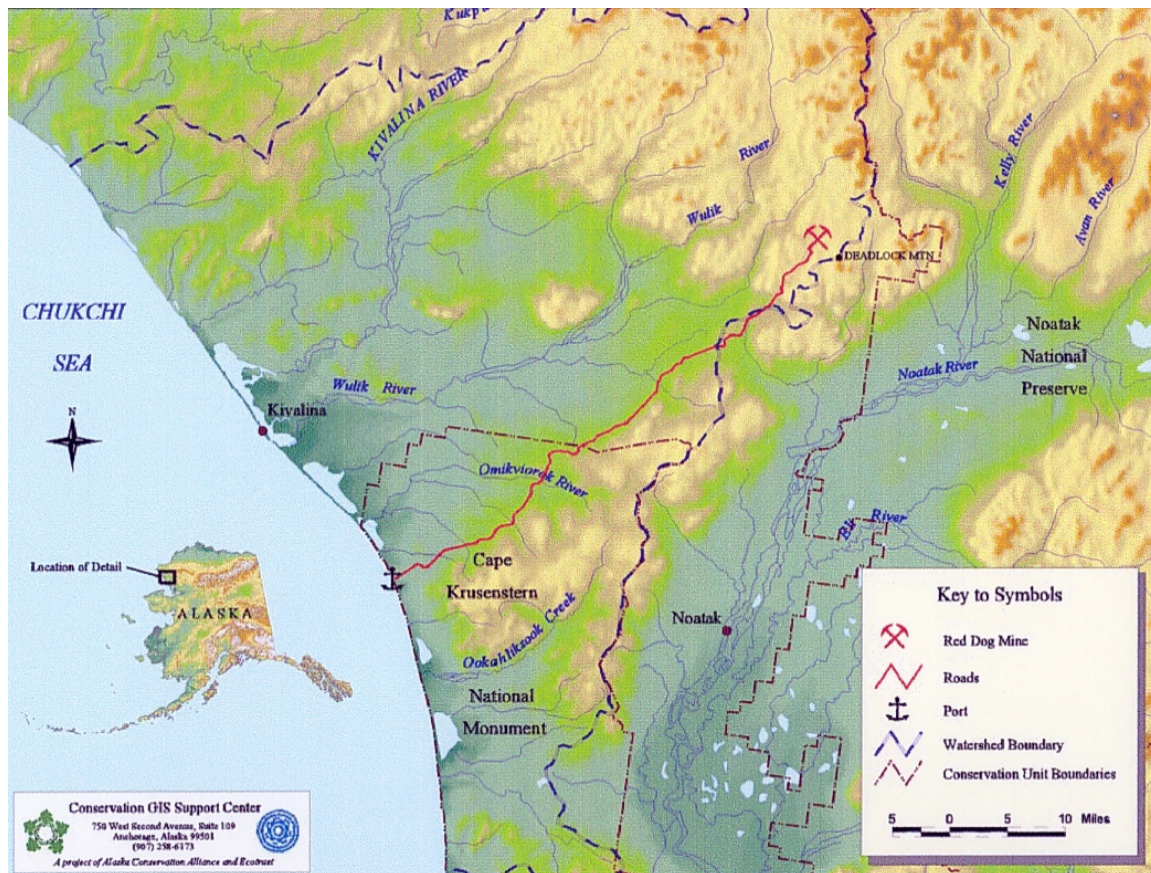 Kukpu
KIVALINA RIVER
Wulik
River
Kelly River
Avan River
DEADLOCK MTN
CHUKCHI
SEA
Noatak
National
Preserve
Noatak River
Wulik River
Kivalina
N
Omikviorok River
Elk River
Location of Detail
ALASKA
Cape
Krusenstern
Ookahliksook Creek
Noatak
National
Monument
Key to Symbols
Red Dog Mine
Roads
Port
Watershed Boundary
Conservation Unit Boundaries
5 0 5 10 Miles
Conservation GIS Support Center
750 West Second Avenue, Suite 109
Anchorage, Alaska 99501
(907) 258-6173
A project of Alaska Conservation Alliance and Ecotrust